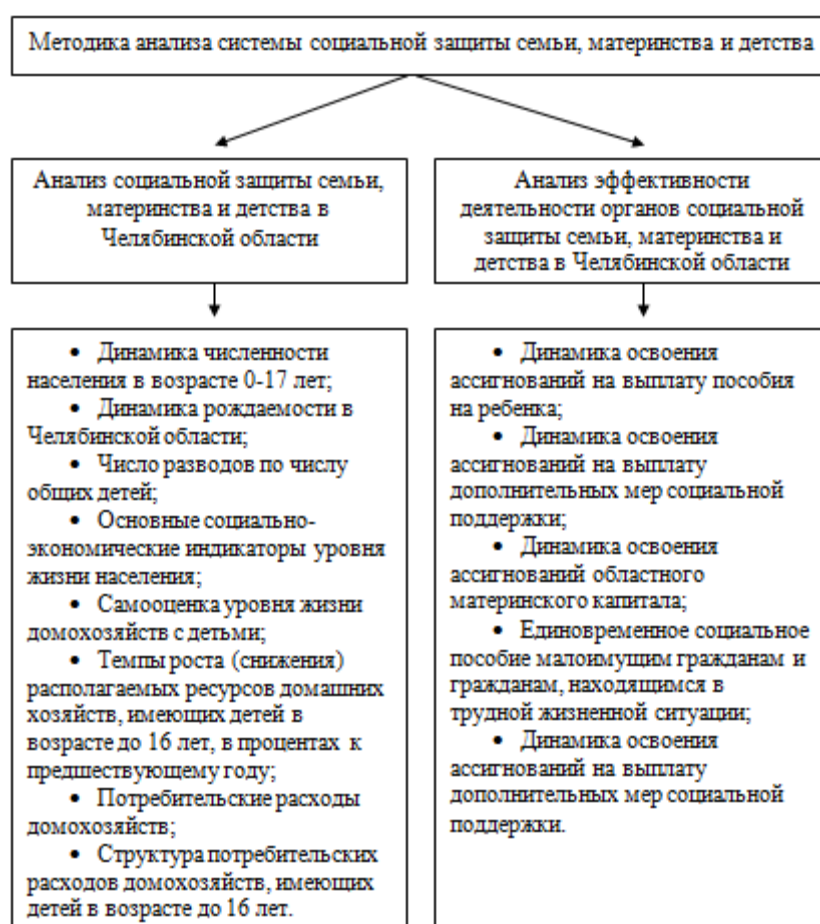 Методика анализа системы социальной защиты семьи, материнства и детства
Анализ социальной защиты семьи,
материнства и детства в
Челябинской области
• Динамика численности
населения в возрасте 0-17 лет;
• Динамика рождаемости в
Челябинской области;
• Число разводов по числу
общих детей;
• Основные социально-
экономические индикаторы уровня
жизни населения;
• Самооценка уровня жизни
домохозяйств с детьми;
• Темпы роста (снижения)
располагаемых ресурсов домашних
хозяйств, имеющих детей в
возрасте до 16 лет, в процентах к
предшествующему году;
• Потребительские расходы
домохозяйств;
• Структура потребительских
расходов домохозяйств, имеющих
детей в возрасте до 16 лет.
Анализ эффективности
деятельности органов социальной
защиты семьи, материнства и
детства в Челябинской области
• Динамика освоения
ассигнований на выплату пособия
на ребенка;
• Динамика освоения
ассигнований на выплату
дополнительных мер социальной
поддержки;
• Динамика освоения
ассигнований областного
материнского капитала;
• Единовременное социальное
пособие малоимущим гражданам и
гражданам, находящимся в
трудной жизненной ситуации;
• Динамика освоения
ассигнований на выплату
дополнительных мер социальной
поддержки.